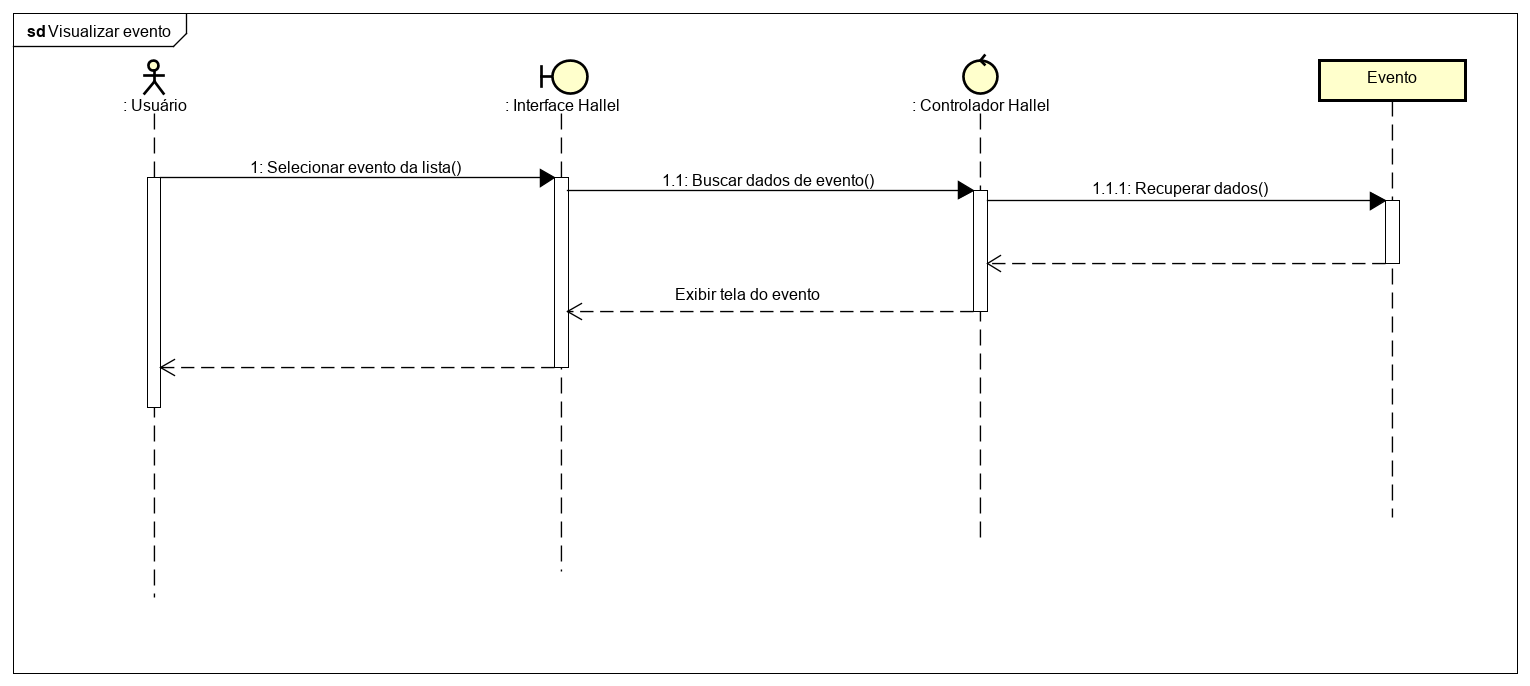 sd Visualizar evento
: Usuário
: Interface Hallel
: Controlador Hallel
Evento
1: Selecionar evento da lista()
1.1: Buscar dados de evento()
1.1.1: Recuperar dados()
Exibir tela do evento